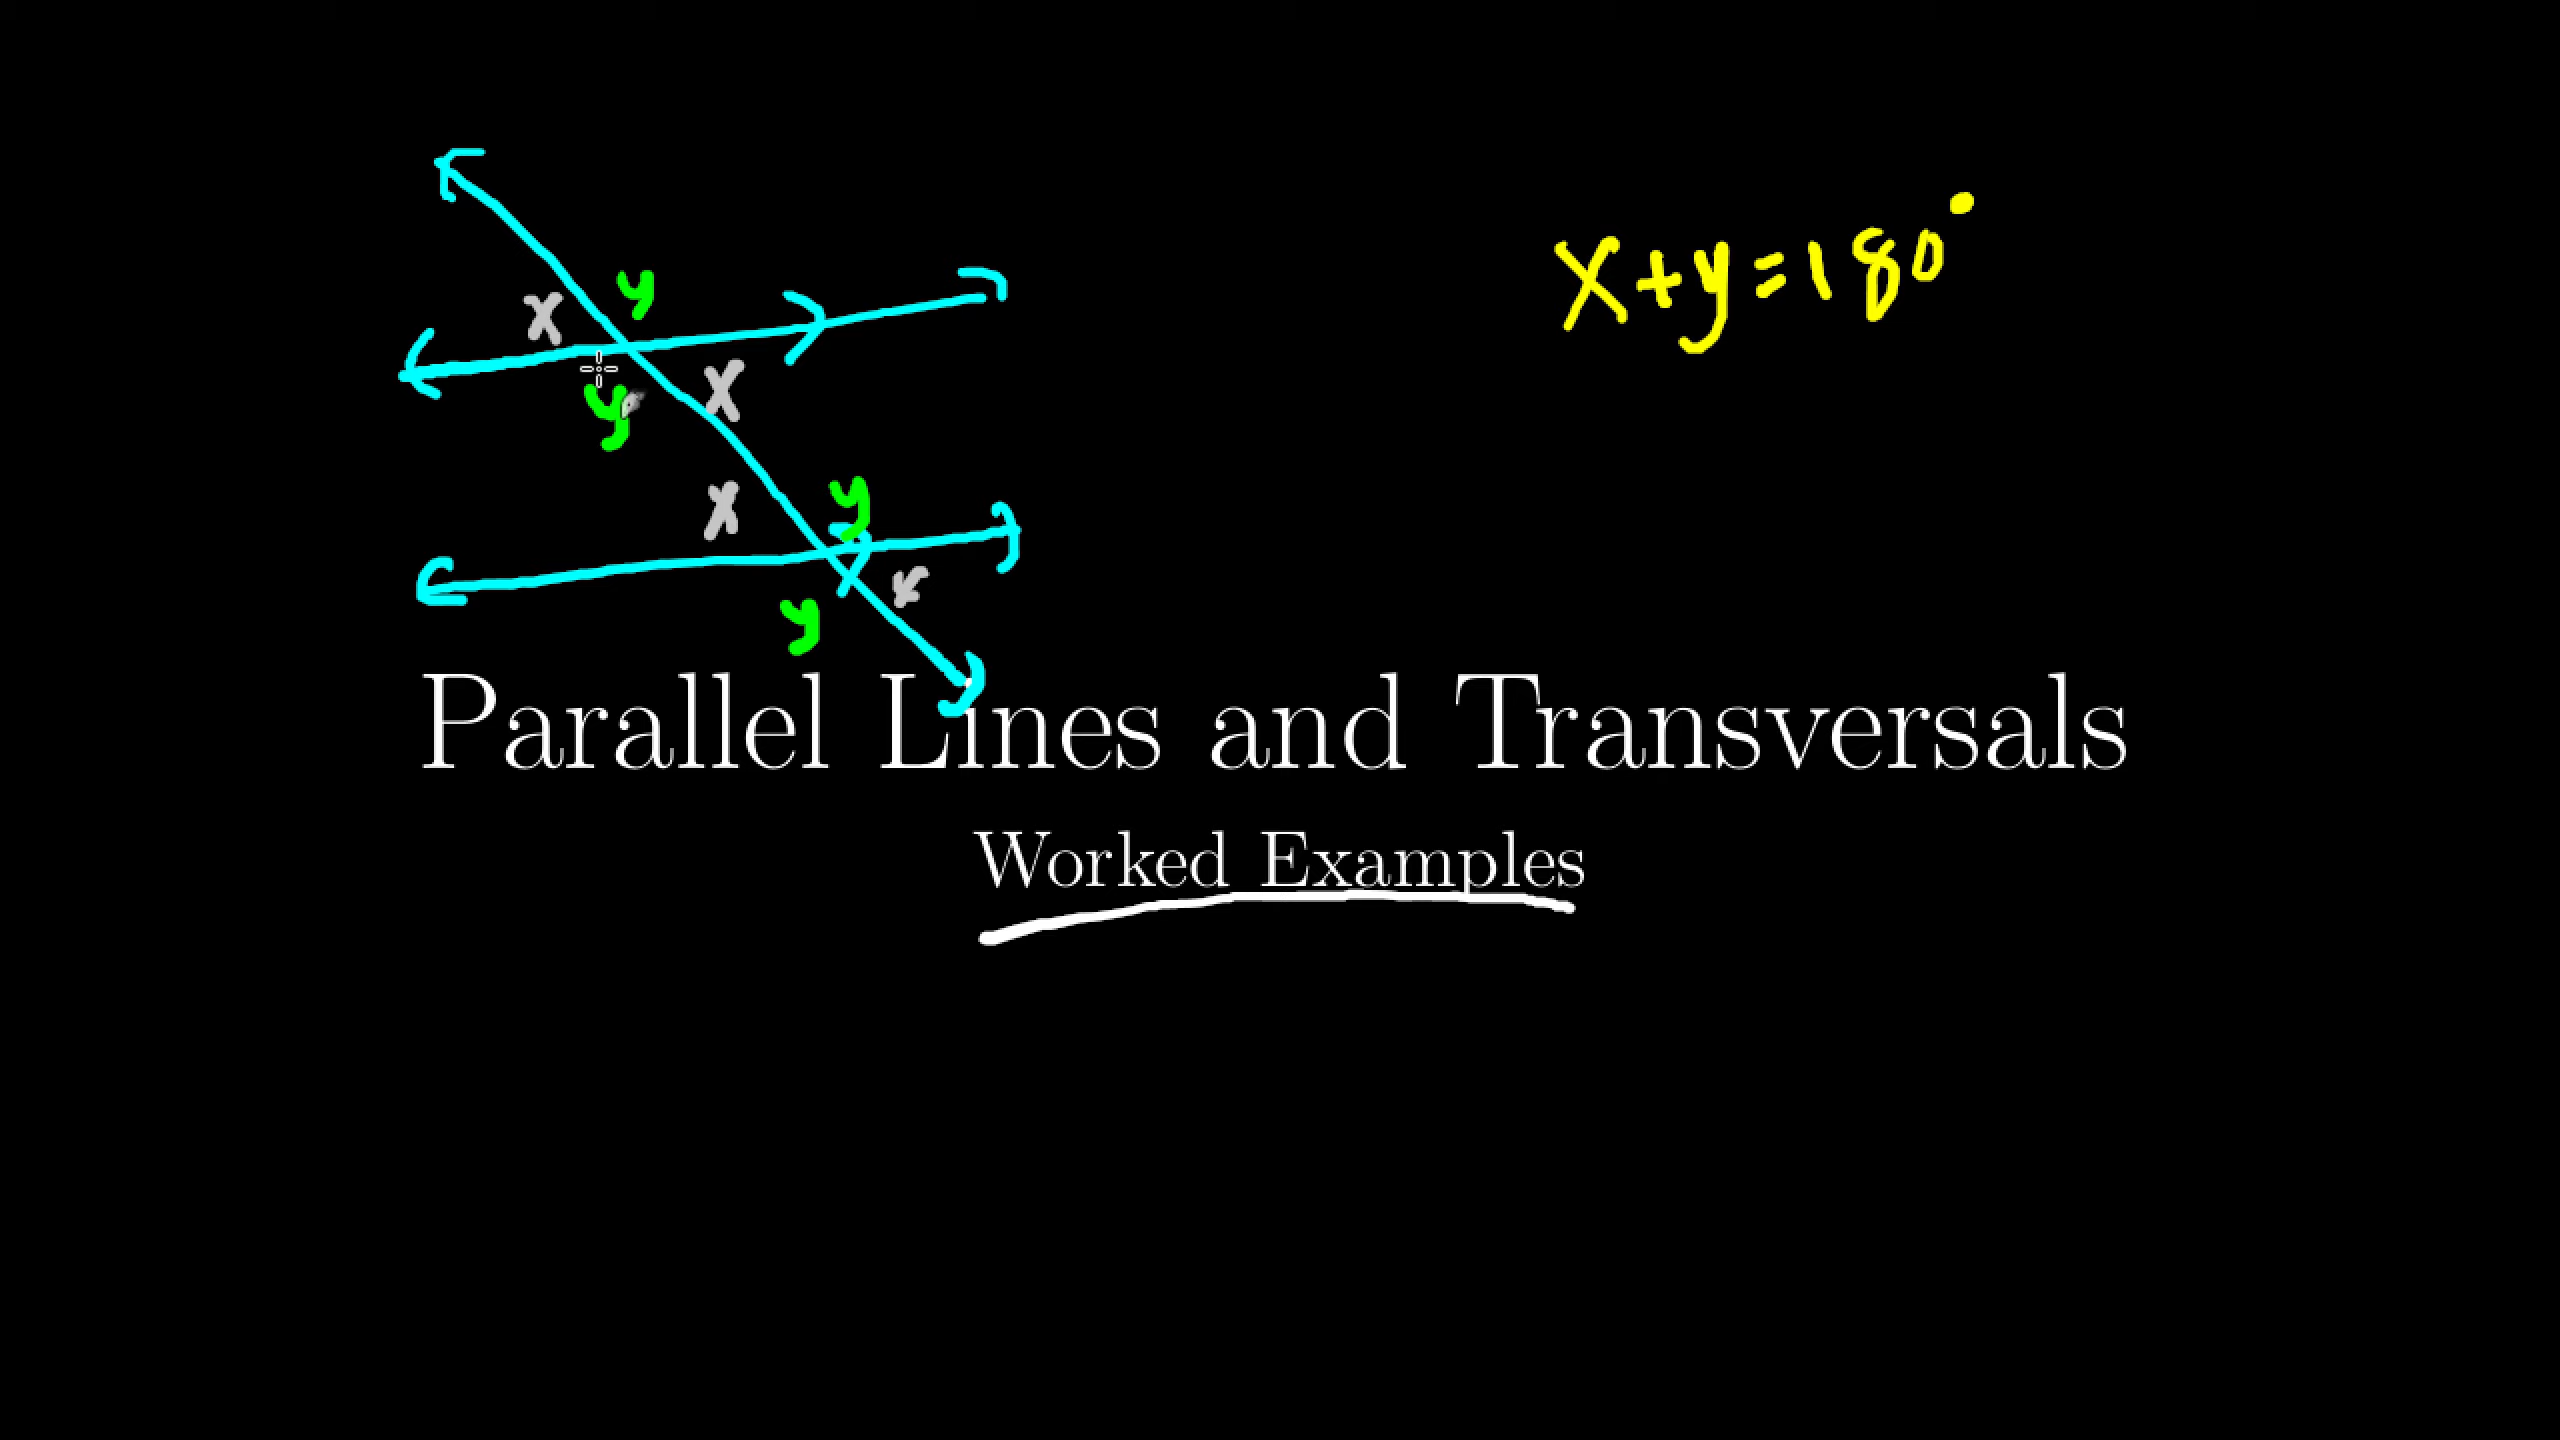 x+y=180°
y
x
x
y
x
y
x
y
Parallel Lines and Transversals
Worked Examples